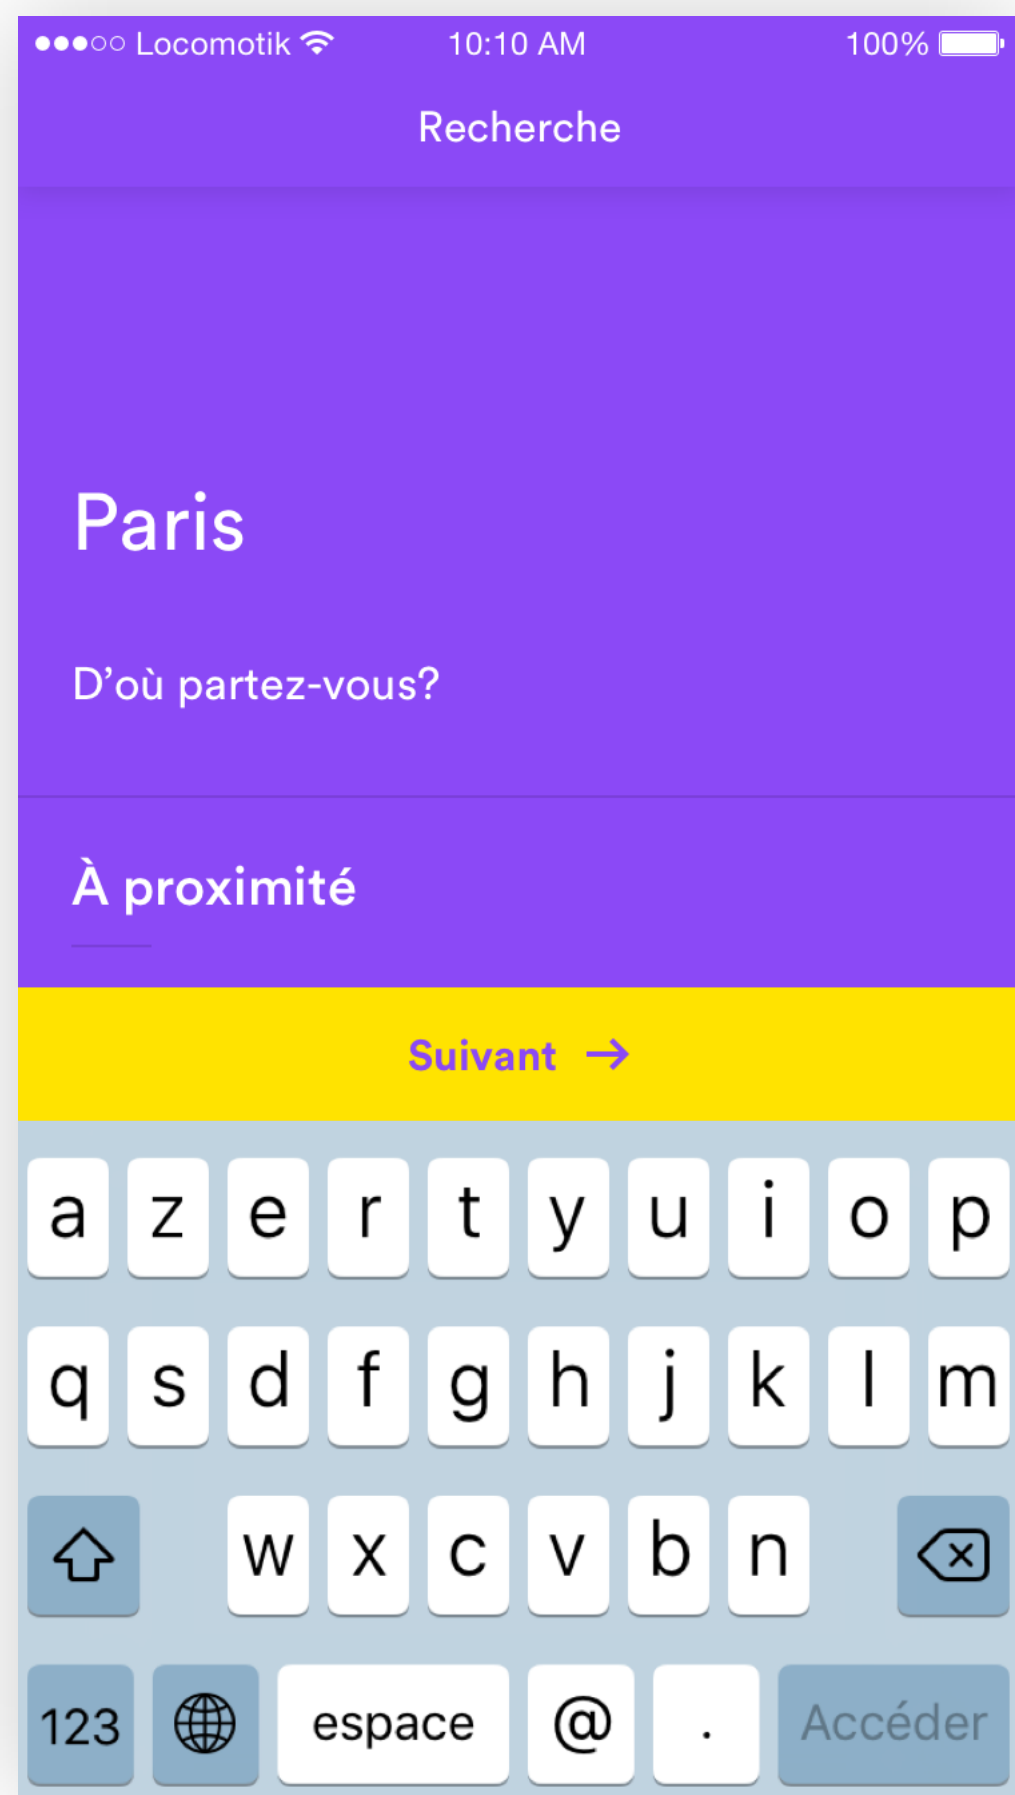 Locomotik 10:10 AM 100%
Recherche
Paris
D’où partez-vous?
À proximité
Suivant →
a z e r t y u i o p
q s d f g h j k l m
w x c v b n
123 espace @ . Accéder